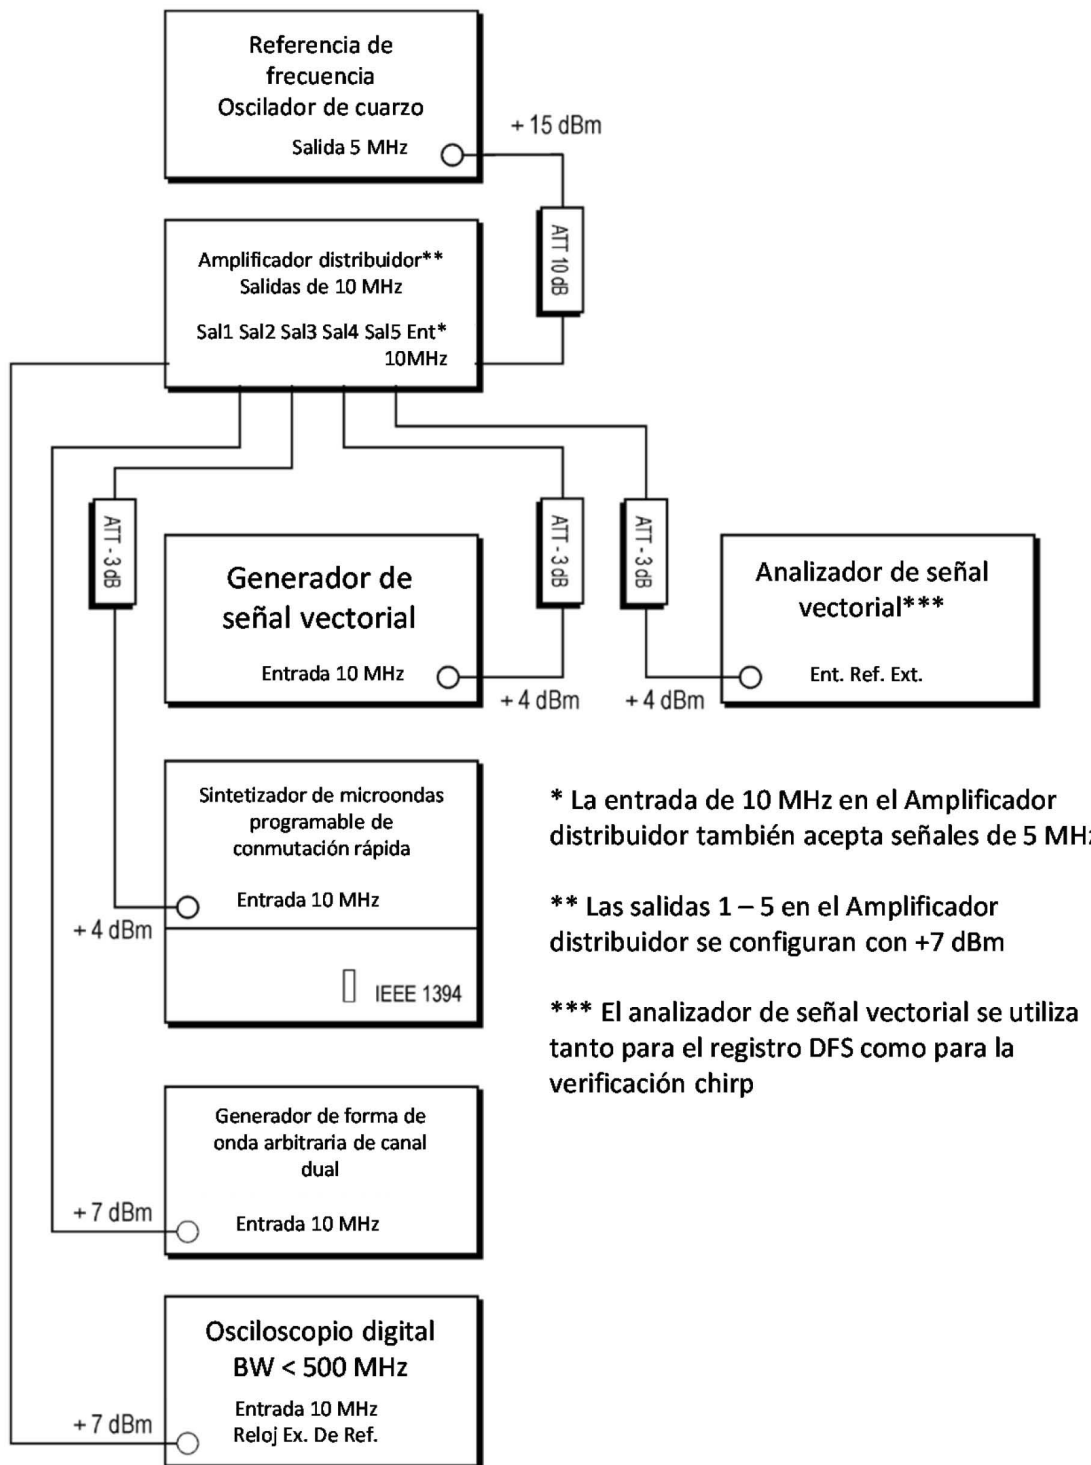 Referencia de
frecuencia
Oscilador de cuarzo
Salida 5 MHz
+ 15 dBm
ATT 10 dB
Amplificador distribuidor**
Salidas de 10 MHz
Sal1 Sal2 Sal3 Sal4 Sal5 Ent*
10MHz
ATT - 3 dB
ATT - 3 dB
ATT - 3 dB
Generador de
señal vectorial
Entrada 10 MHz
+ 4 dBm
Analizador de señal
vectorial***
Ent. Ref. Ext.
+ 4 dBm
Sintetizador de microondas
programable de
conmutación rápida
Entrada 10 MHz
+ 4 dBm
IEEE 1394
* La entrada de 10 MHz en el Amplificador
distribuidor también acepta señales de 5 MHz
** Las salidas 1 – 5 en el Amplificador
distribuidor se configuran con +7 dBm
*** El analizador de señal vectorial se utiliza
tanto para el registro DFS como para la
verificación chirp
Generador de forma de
onda arbitraria de canal
dual
+ 7 dBm
Entrada 10 MHz
Osciloscopio digital
BW < 500 MHz
Entrada 10 MHz
Reloj Ex. De Ref.
+ 7 dBm